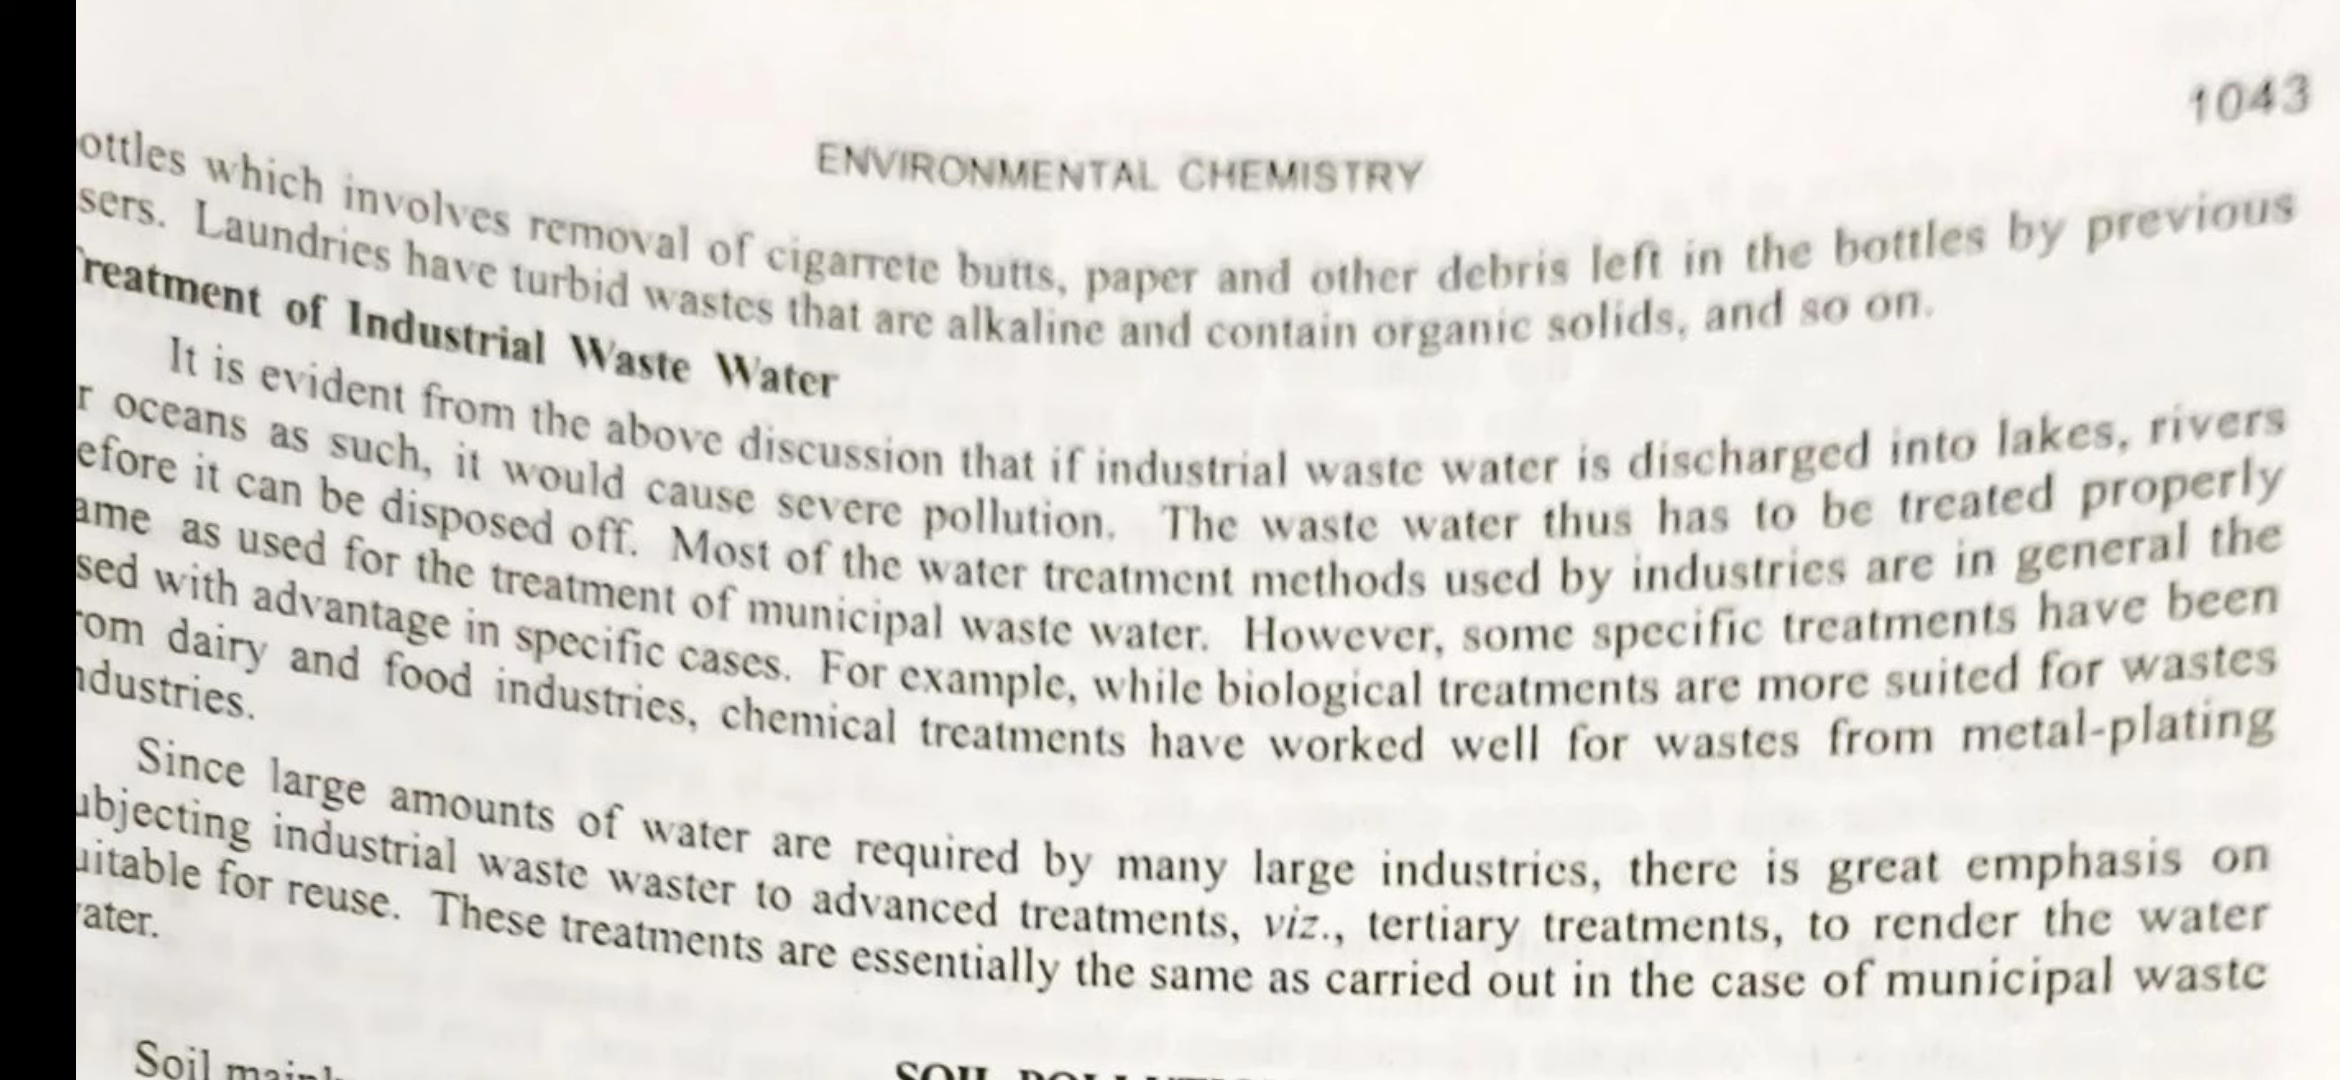 1043
ENVIRONMENTAL CHEMISTRY
ottles which involves removal of cigarrete butts, paper and other debris left in the bottles by previous
sers. Laundries have turbid wastes that are alkaline and contain organic solids, and so on.
Treatment of Industrial Waste Water
It is evident from the above discussion that if industrial waste water is discharged into lakes, rivers
r oceans as such, it would cause severe pollution. The waste water thus has to be treated properly
efore it can be disposed off. Most of the water treatment methods used by industries are in general the
ame as used for the treatment of municipal waste water. However, some specific treatments have been
sed with advantage in specific cases. For example, while biological treatments are more suited for wastes
rom dairy and food industries, chemical treatments have worked well for wastes from metal-plating
ndustries.
Since large amounts of water are required by many large industries, there is great emphasis on
ubjecting industrial waste waster to advanced treatments, viz., tertiary treatments, to render the water
uitable for reuse. These treatments are essentially the same as carried out in the case of municipal waste
ater.
SOIL POLLUTION
Soil mainly